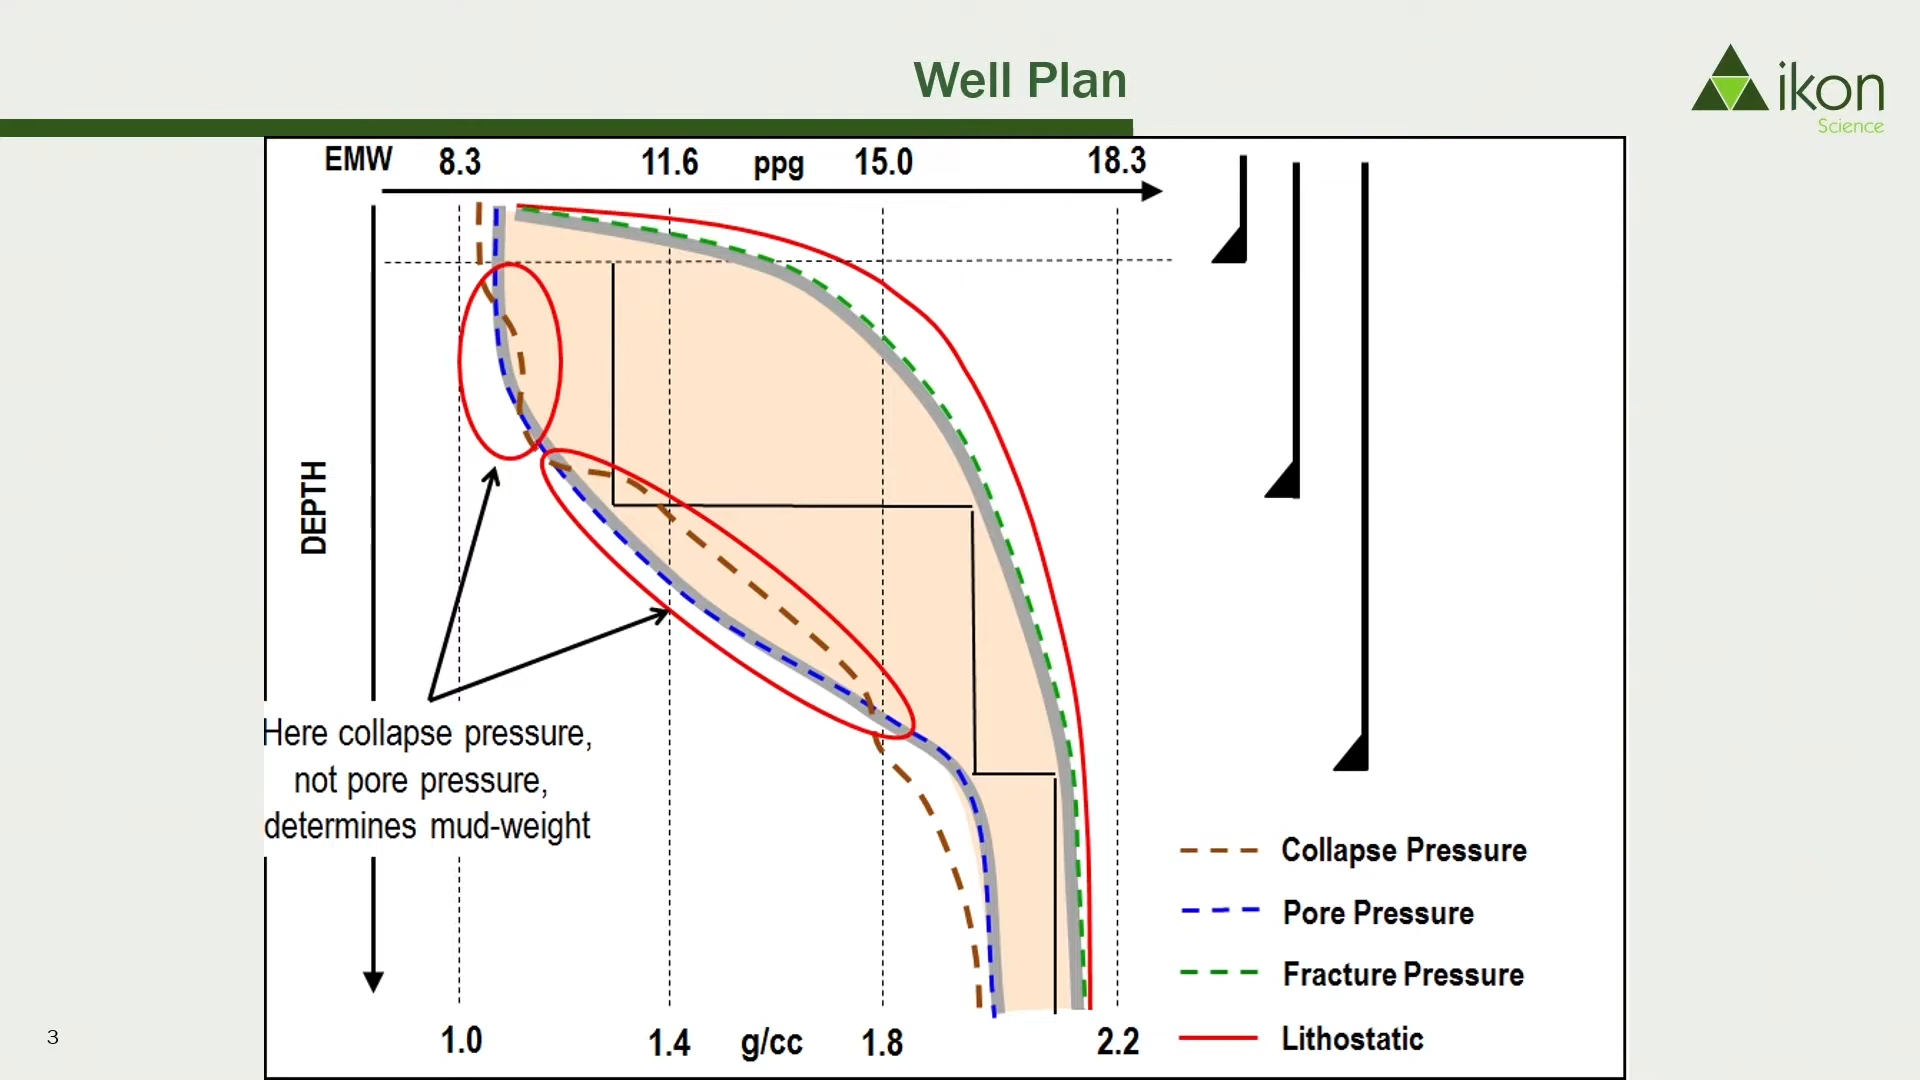 Well Plan
ikon
Science
EMW 8.3 11.6 ppg 15.0 18.3
DEPTH
Here collapse pressure,
not pore pressure,
determines mud-weight
Collapse Pressure
Pore Pressure
Fracture Pressure
Lithostatic
1.0 1.4 g/cc 1.8 2.2
3